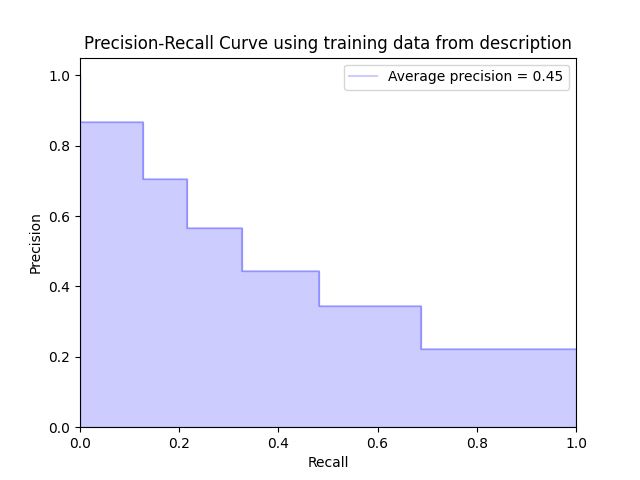 Precision-Recall Curve using training data from description
Average precision = 0.45
1.0
0.8
0.6
0.4
0.2
0.0
Precision
0.0 0.2 0.4 0.6 0.8 1.0
Recall